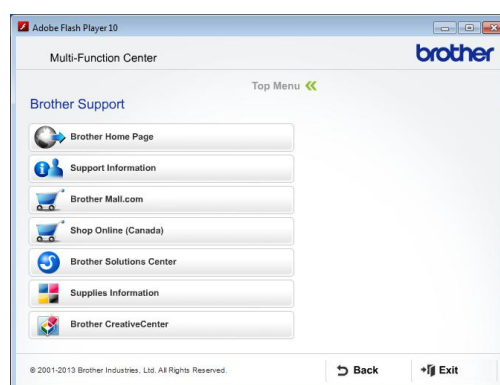 Adobe Flash Player 10
Multi-Function Center
brother
Top Menu
Brother Support
Brother Home Page
Support Information
Brother Mall.com
Shop Online (Canada)
Brother Solutions Center
Supplies Information
Brother CreativeCenter
© 2001-2013 Brother Industries, Ltd. All Rights Reserved.
Back
Exit